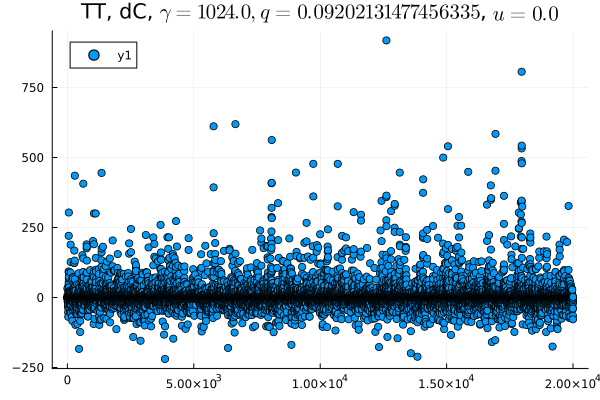 TT, dC, γ = 1024.0, q = 0.09202131477456335, u = 0.0
y1
750
500
250
0
−250
0 5.00×10³ 1.00×10⁴ 1.50×10⁴ 2.00×10⁴